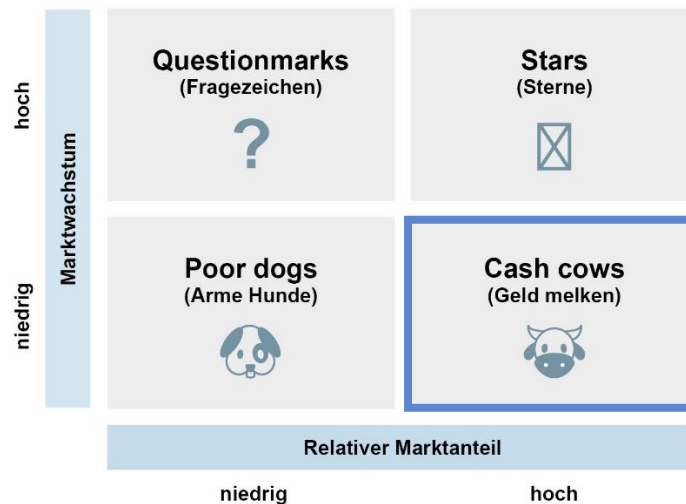 Questionmarks
(Fragezeichen)
?
Stars
(Sterne)
hoch
Marktwachstum
niedrig
Poor dogs
(Arme Hunde)
Cash cows
(Geld melken)
Relativer Marktanteil
niedrig
hoch